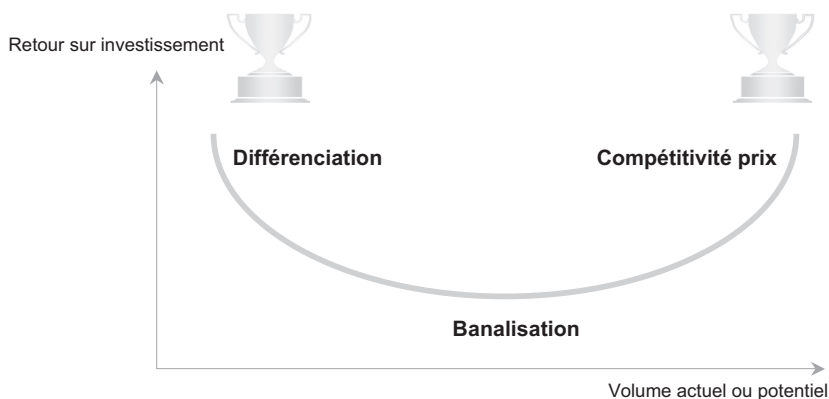 Retour sur investissement
Différenciation
Compétitivité prix
Banalisation
Volume actuel ou potentiel